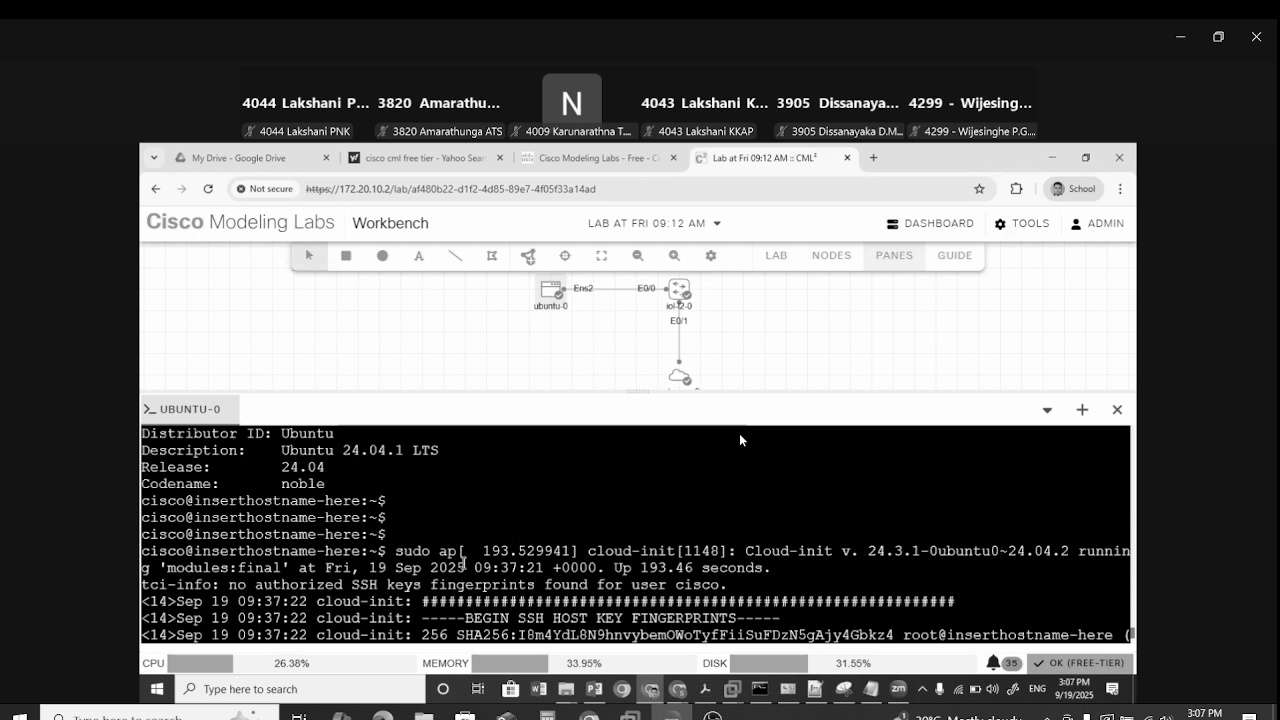 4044 Lakshani P... 3820 Amarathu... N 4043 Lakshani K... 3905 Dissanaya... 4299 - Wijesing...
4044 Lakshani PNK 3820 Amarathunga ATS 4009 Karunarathna T... 4043 Lakshani KKAP 3905 Dissanayaka D.M... 4299 - Wijesinghe P.G....
My Drive - Google Drive cisco cml free tier - Yahoo Sear Cisco Modeling Labs - Free - Ci Lab at Fri 09:12 AM :: CML²
Not secure https://172.20.10.2/lab/af480b22-d1f2-4d85-89e7-4f05f33a14ad School
Cisco Modeling Labs Workbench LAB AT FRI 09:12 AM DASHBOARD TOOLS ADMIN
A LAB NODES PANES GUIDE
Ens2 E0/0
ubuntu-0 iol-l2-0
E0/1
UBUNTU-0
Distributor ID: Ubuntu
Description: Ubuntu 24.04.1 LTS
Release: 24.04
Codename: noble
cisco@inserthostname-here:~$
cisco@inserthostname-here:~$
cisco@inserthostname-here:~$
cisco@inserthostname-here:~$ sudo ap[ 193.529941] cloud-init[1148]: Cloud-init v. 24.3.1-0ubuntu0~24.04.2 runnin
g 'modules:final' at Fri, 19 Sep 2025 09:37:21 +0000. Up 193.46 seconds.
tci-info: no authorized SSH keys fingerprints found for user cisco.
<14>Sep 19 09:37:22 cloud-init: #############################################################
<14>Sep 19 09:37:22 cloud-init: -----BEGIN SSH HOST KEY FINGERPRINTS-----
<14>Sep 19 09:37:22 cloud-init: 256 SHA256:I8m4YdL8N9hnvybemOWoTyfFiiSuFDzN5gAjy4Gbkz4 root@inserthostname-here (
CPU 26.38% MEMORY 33.95% DISK 31.55% 35 OK (FREE-TIER)
Type here to search ENG 3:07 PM
9/19/2025
Type here to search Mostly cloudy 3:07 PM